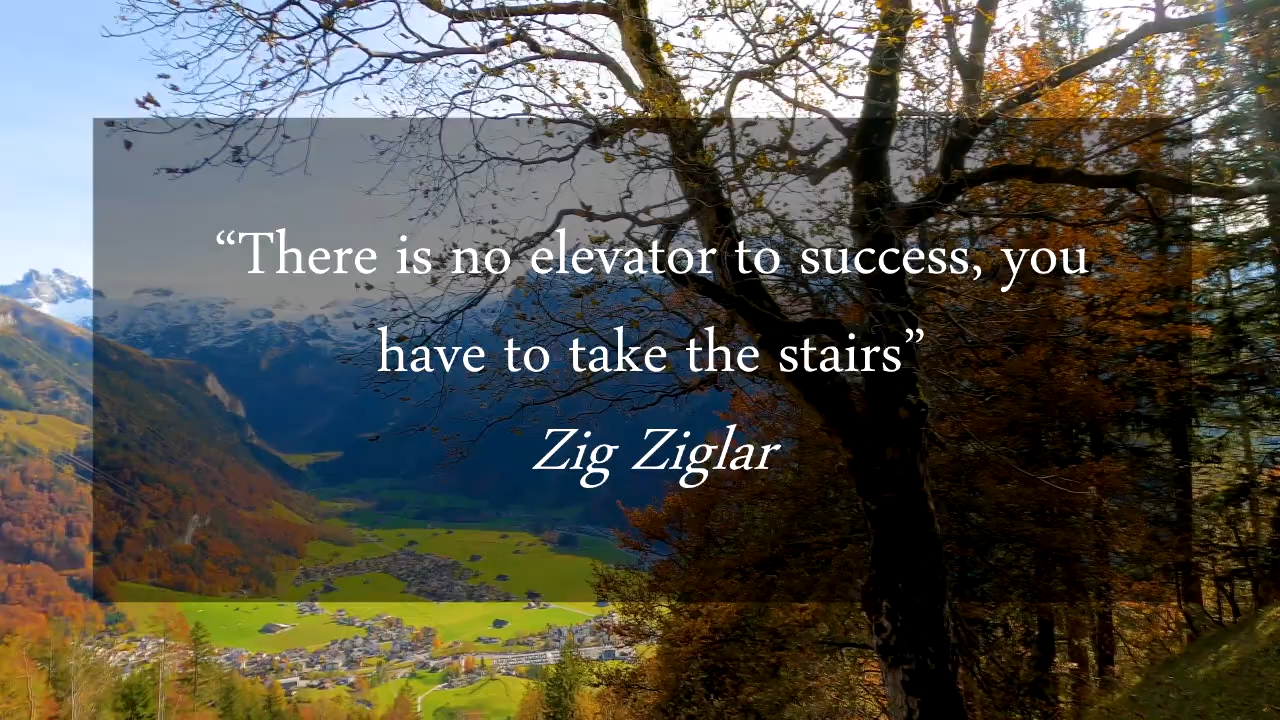 “There is no elevator to success, you
have to take the stairs”
Zig Ziglar